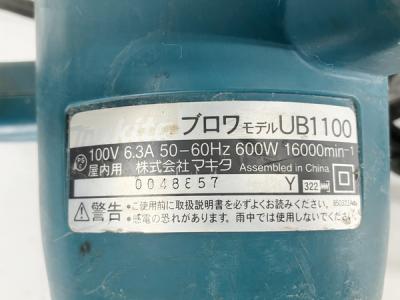 ブロワ モデル UB1100
100V 6.3A 50-60Hz 600W 16000min-1
屋内用 株式会社 マキタ Assembled in China
0048857 Y 322
⚠警告 •ご使用前に取扱説明書を必ずよくお読みください。
•感電の恐れがあります。雨中では使用しないでください。